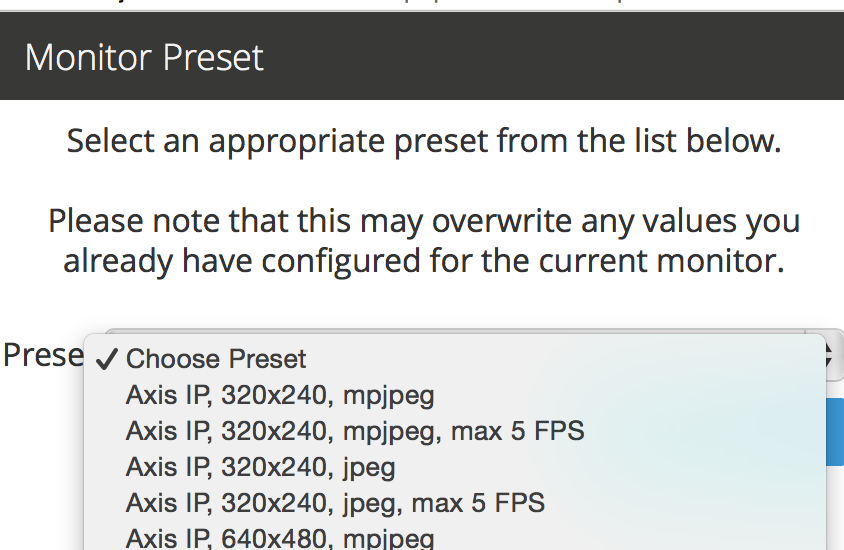 Monitor Preset
Select an appropriate preset from the list below.
Please note that this may overwrite any values you
already have configured for the current monitor.
Prese
✓ Choose Preset
Axis IP, 320x240, mpjpeg
Axis IP, 320x240, mpjpeg, max 5 FPS
Axis IP, 320x240, jpeg
Axis IP, 320x240, jpeg, max 5 FPS
Axis IP, 640x480, mpjpeg